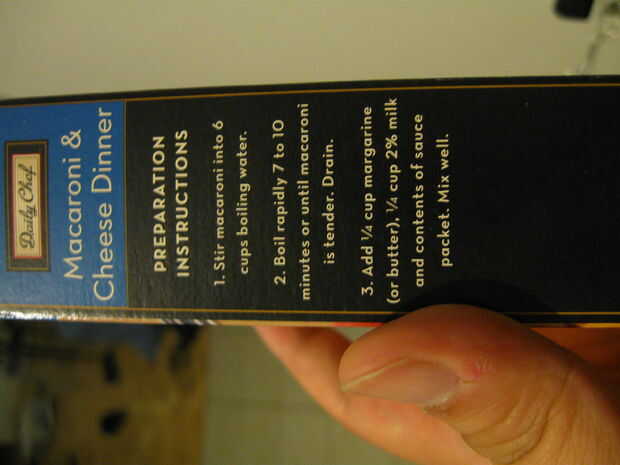 Daily Chef
Macaroni &
Cheese Dinner
PREPARATION
INSTRUCTIONS
1. Stir macaroni into 6
cups boiling water.
2. Boil rapidly 7 to 10
minutes or until macaroni
is tender. Drain.
3. Add 1/4 cup margarine
(or butter), 1/4 cup 2% milk
and contents of sauce
packet. Mix well.